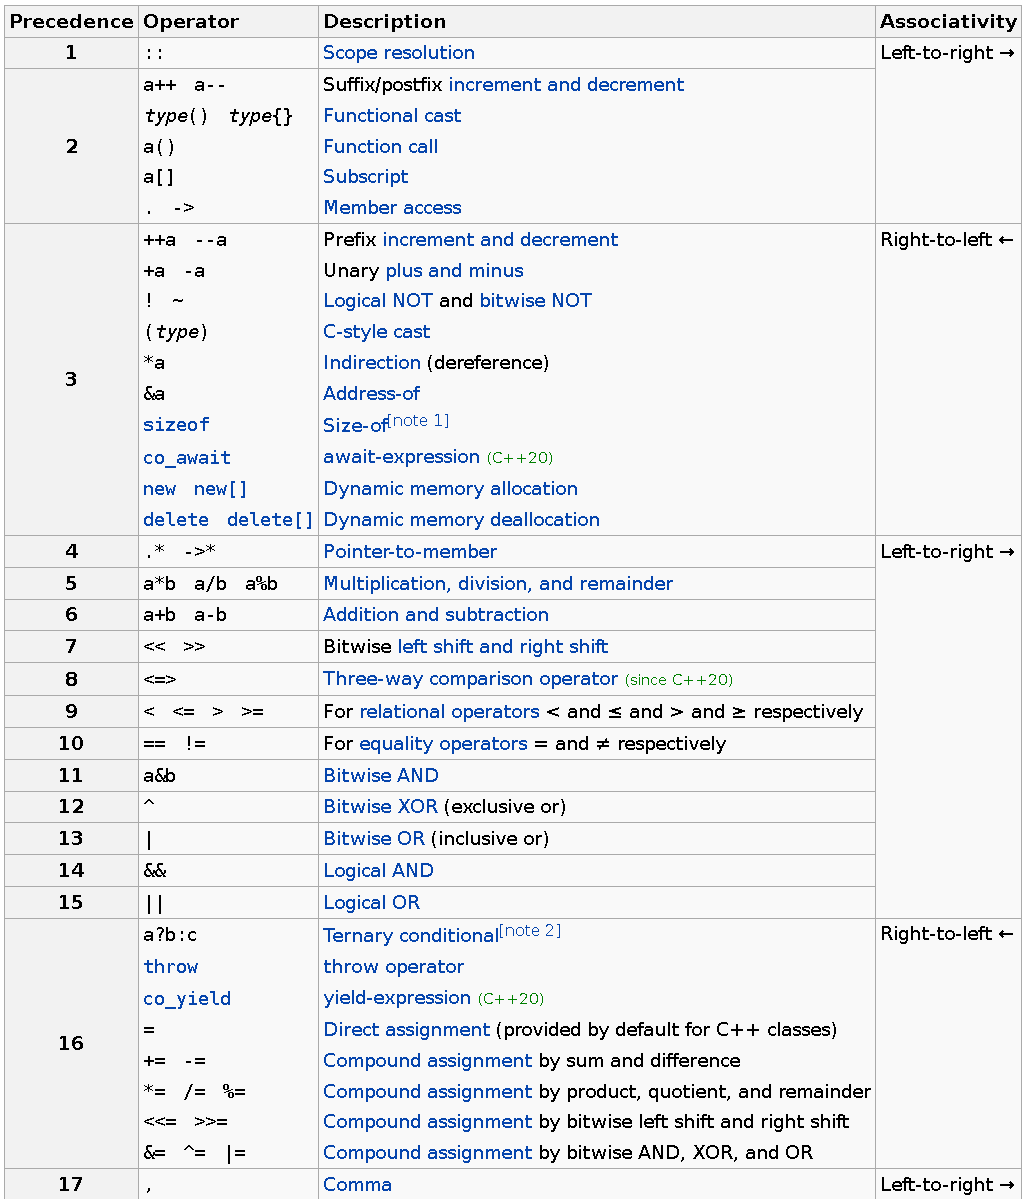 Precedence Operator Description Associativity
1 :: Scope resolution Left-to-right →
a++ a-- Suffix/postfix increment and decrement
type() type{} Functional cast
2 a() Function call
a[] Subscript
. -> Member access
++a --a Prefix increment and decrement Right-to-left ←
+a -a Unary plus and minus
! ~ Logical NOT and bitwise NOT
(type) C-style cast
*a Indirection (dereference)
3
&a Address-of
sizeof Size-of[note 1]
co_await await-expression (C++20)
new new[] Dynamic memory allocation
delete delete[] Dynamic memory deallocation
4 .* ->* Pointer-to-member Left-to-right →
5 a*b a/b a%b Multiplication, division, and remainder
6 a+b a-b Addition and subtraction
7 << >> Bitwise left shift and right shift
8 <=> Three-way comparison operator (since C++20)
9 < <= > >= For relational operators < and ≤ and > and ≥ respectively
10 == != For equality operators = and ≠ respectively
11 a&b Bitwise AND
12 ^ Bitwise XOR (exclusive or)
13 | Bitwise OR (inclusive or)
14 && Logical AND
15 || Logical OR
a?b:c Ternary conditional[note 2] Right-to-left ←
throw throw operator
co_yield yield-expression (C++20)
= Direct assignment (provided by default for C++ classes)
16
+= -= Compound assignment by sum and difference
*= /= %= Compound assignment by product, quotient, and remainder
<<= >>= Compound assignment by bitwise left shift and right shift
&= ^= |= Compound assignment by bitwise AND, XOR, and OR
17 , Comma Left-to-right →